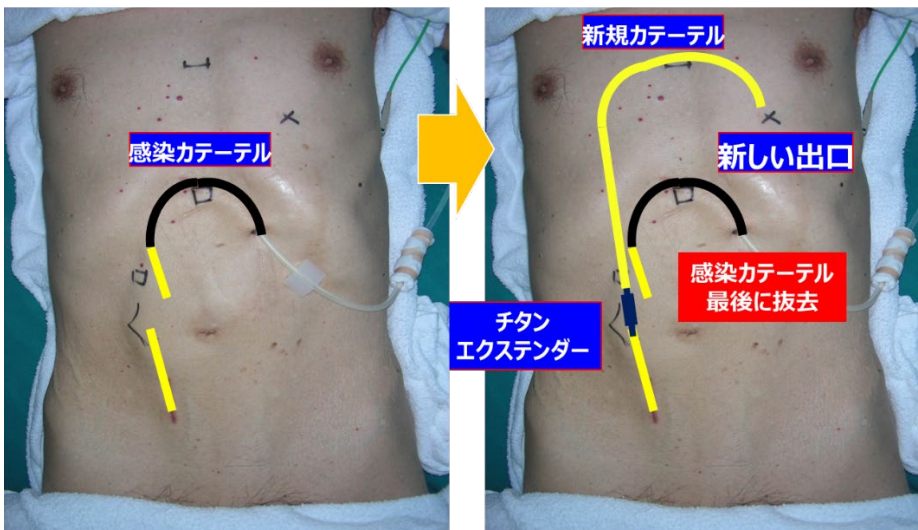 感染カテーテル
新規カテーテル
新しい出口
感染カテーテル
最後に抜去
チタン
エクステンダー